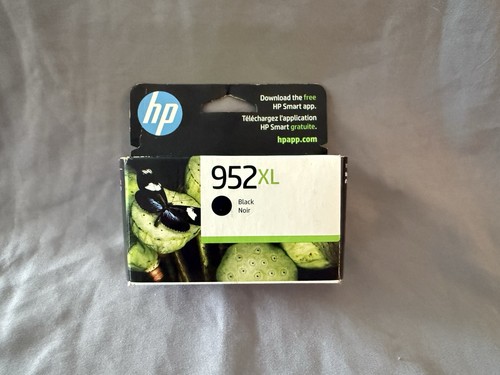 hp
Download the free
HP Smart app.
Téléchargez l'application
HP Smart gratuite.
hpapp.com
952XL
Black
Noir